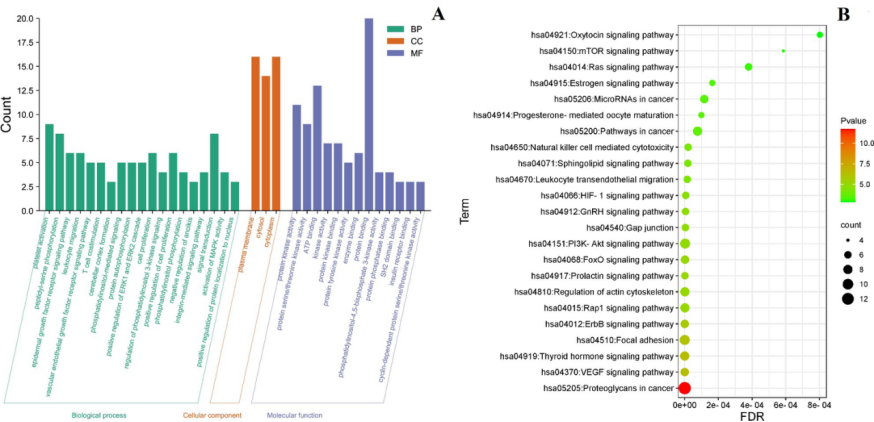 A
20.0
17.5
15.0
12.5
10.0
7.5
5.0
2.5
0.0
Count
BP
CC
MF
platelet activation
peptidyl-serine phosphorylation
epidermal growth factor receptor signaling pathway
leukocyte migration
vascular endothelial growth factor receptor signaling pathway
T cell costimulation
cerebellar cortex formation
phosphatidylinositol-mediated signaling
protein autophosphorylation
positive regulation of ERK1 and ERK2 cascade
positive regulation of cell proliferation
regulation of phosphatidylinositol 3-kinase signaling
phosphatidylinositol phosphorylation
negative regulation of anoikis
integrin-mediated signaling pathway
signal transduction
activation of MAPK activity
positive regulation of protein localization to nucleus
plasma membrane
cytosol
cytoplasm
protein kinase activity
protein serine/threonine kinase activity
ATP binding
kinase activity
protein kinase binding
protein tyrosine kinase activity
enzyme binding
protein binding
phosphatidylinositol-4,5-bisphosphate 3-kinase activity
protein phosphatase binding
SH2 domain binding
insulin receptor binding
cyclin-dependent protein serine/threonine kinase activity
Biological process
Cellular component
Molecular function
B
Term
hsa04921:Oxytocin signaling pathway
hsa04150:mTOR signaling pathway
hsa04014:Ras signaling pathway
hsa04915:Estrogen signaling pathway
hsa05206:MicroRNAs in cancer
hsa04914:Progesterone- mediated oocyte maturation
hsa05200:Pathways in cancer
hsa04650:Natural killer cell mediated cytotoxicity
hsa04071:Sphingolipid signaling pathway
hsa04670:Leukocyte transendothelial migration
hsa04066:HIF- 1 signaling pathway
hsa04912:GnRH signaling pathway
hsa04540:Gap junction
hsa04151:PI3K- Akt signaling pathway
hsa04068:FoxO signaling pathway
hsa04917:Prolactin signaling pathway
hsa04810:Regulation of actin cytoskeleton
hsa04015:Rap1 signaling pathway
hsa04012:ErbB signaling pathway
hsa04510:Focal adhesion
hsa04919:Thyroid hormone signaling pathway
hsa04370:VEGF signaling pathway
hsa05205:Proteoglycans in cancer
0e+00 2e- 04 4e- 04 6e- 04 8e- 04
FDR
Pvalue
10.0
7.5
5.0
count
4
6
8
10
12